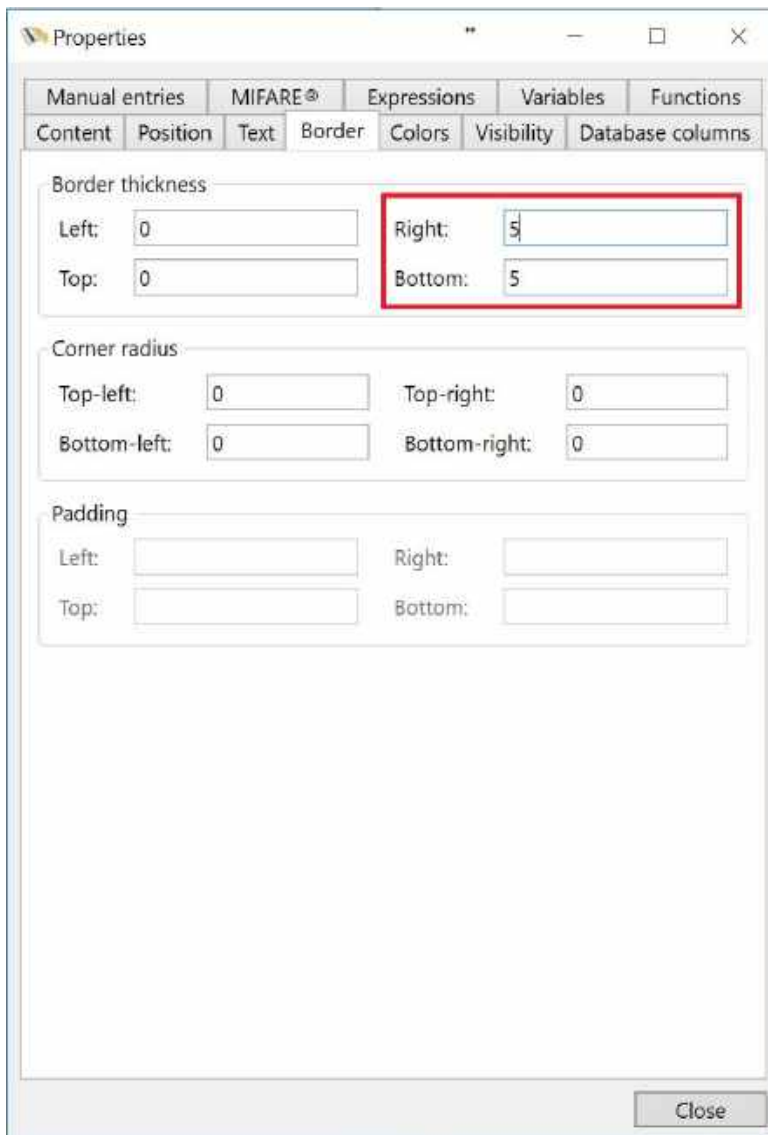 Properties
Manual entries MIFARE® Expressions Variables Functions
Content Position Text Border Colors Visibility Database columns
Border thickness
Left: 0 Right: 5
Top: 0 Bottom: 5
Corner radius
Top-left: 0 Top-right: 0
Bottom-left: 0 Bottom-right: 0
Padding
Left: Right:
Top: Bottom:
Close